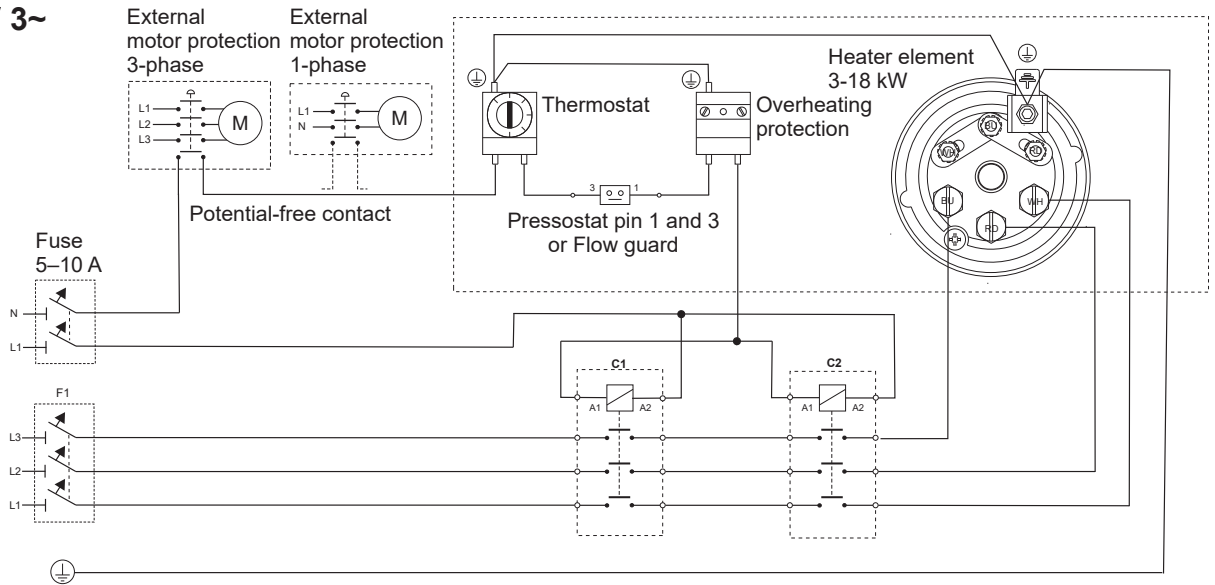 3~
External
motor protection
3-phase
External
motor protection
1-phase
L1
L2
L3
M
L1
N
M
Thermostat
Overheating
protection
Heater element
3-18 kW
BU
WH
RD
BU
WH
RD
3
1
Potential-free contact
Pressostat pin 1 and 3
or Flow guard
Fuse
5–10 A
N
L1
C1
C2
A1
A2
A1
A2
F1
L3
L2
L1